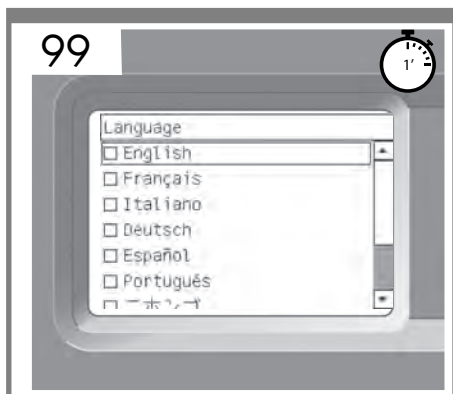 99
1'
Language
English
Français
Italiano
Deutsch
Español
Português